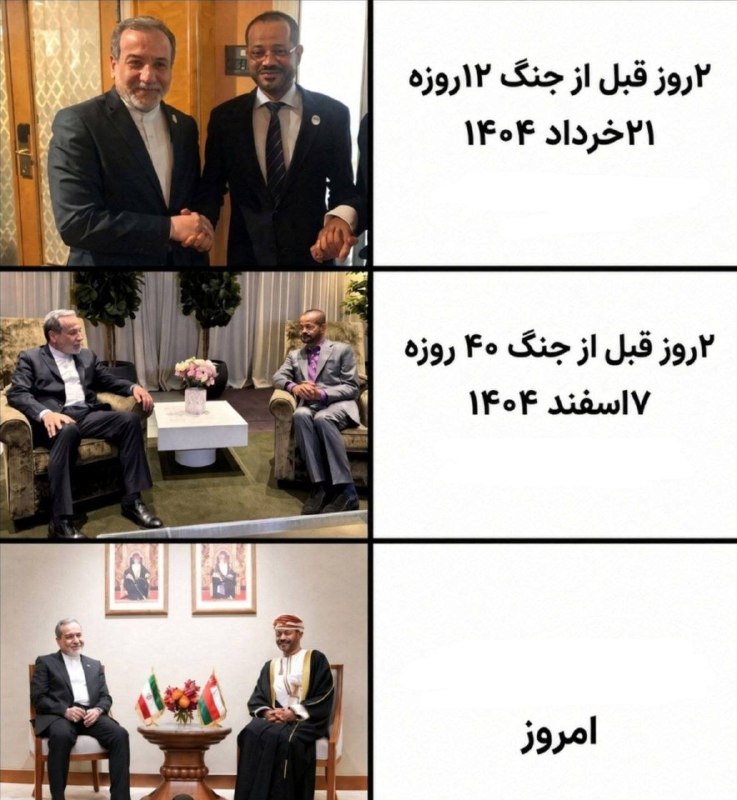 ۲روز قبل از جنگ ۱۲روزه
۲۱خرداد ۱۴۰۴
۲روز قبل از جنگ ۴۰ روزه
۷اسفند ۱۴۰۴
امروز